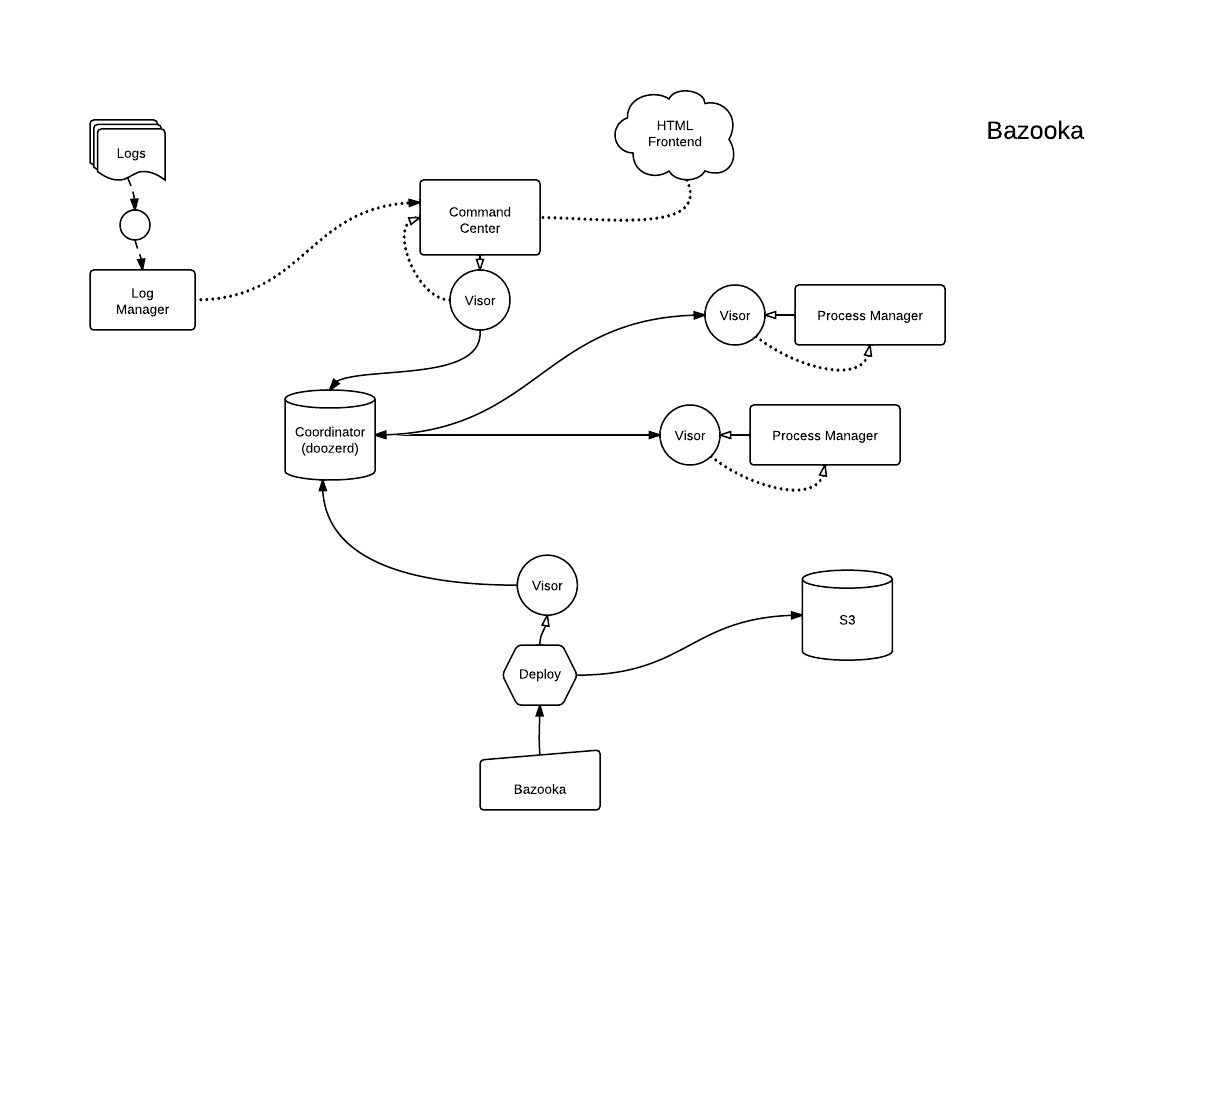 Bazooka
HTML
Frontend
Logs
Command
Center
Log
Manager
Visor
Visor
Process Manager
Coordinator
(doozerd)
Visor
Process Manager
Visor
S3
Deploy
Bazooka